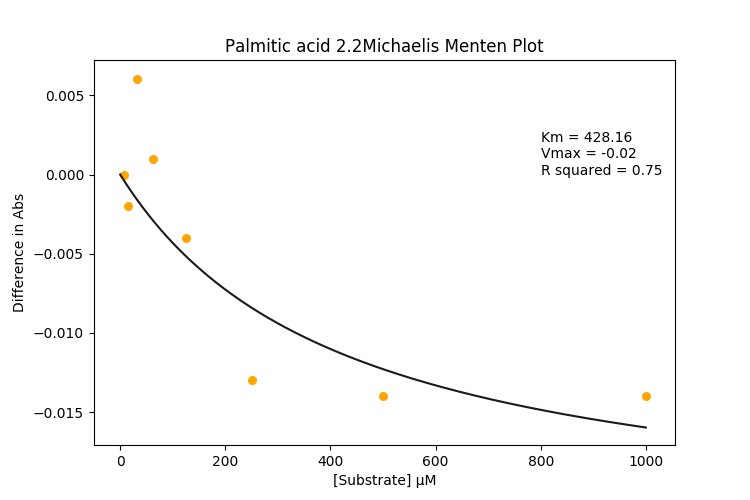 Palmitic acid 2.2Michaelis Menten Plot
0.005
0.000
−0.005
−0.010
−0.015
Difference in Abs
Km = 428.16
Vmax = -0.02
R squared = 0.75
0 200 400 600 800 1000
[Substrate] μM